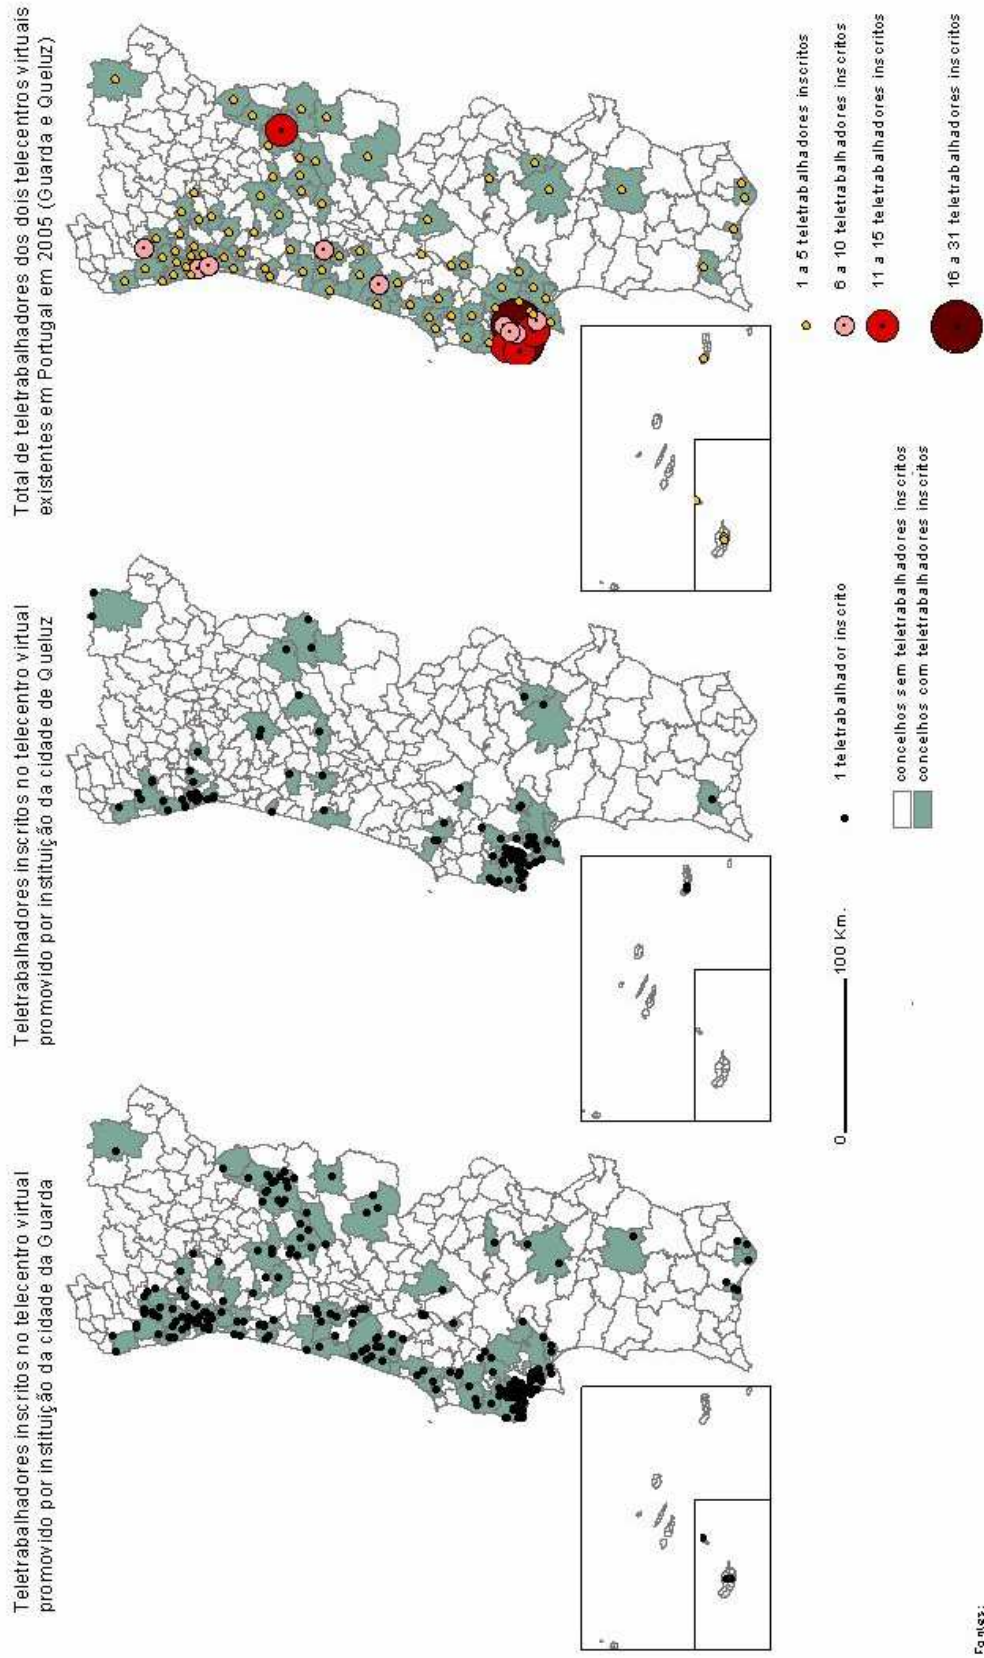 Teletrabalhadores inscritos no telecentro virtual
promovido por instituição da cidade da Guarda
Teletrabalhadores inscritos no telecentro virtual
promovido por instituição da cidade de Queluz
Total de teletrabalhadores dos dois telecentros virtuais
existentes em Portugal em 2005 (Guarda e Queluz)
0 100 Km.
1 teletrabalhador inscrito
concelhos sem teletrabalhadores inscritos
concelhos com teletrabalhadores inscritos
1 a 5 teletrabalhadores inscritos
6 a 10 teletrabalhadores inscritos
11 a 15 teletrabalhadores inscritos
16 a 31 teletrabalhadores inscritos
Fontes: